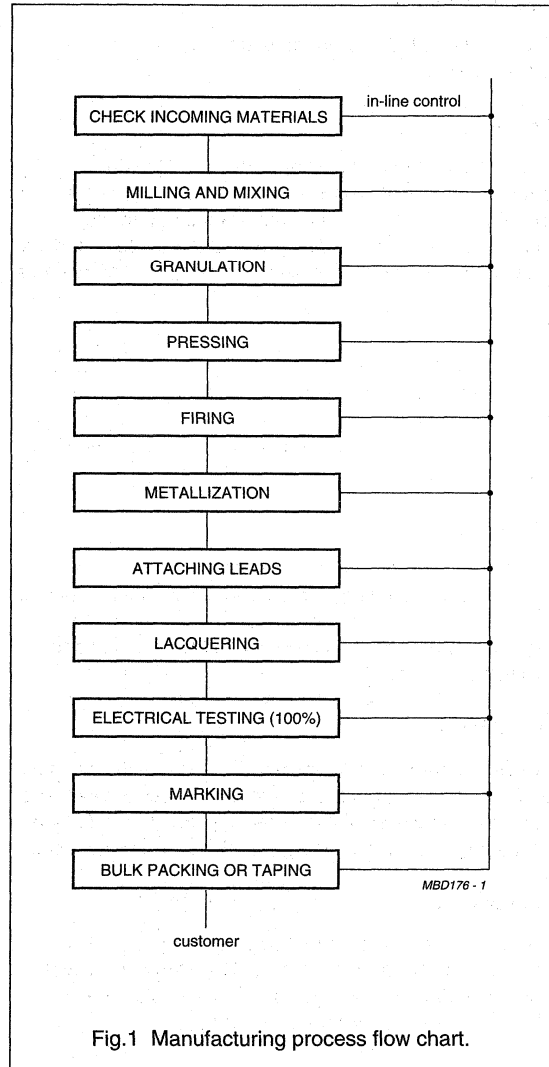 CHECK INCOMING MATERIALS
in-line control
MILLING AND MIXING
GRANULATION
PRESSING
FIRING
METALLIZATION
ATTACHING LEADS
LACQUERING
ELECTRICAL TESTING (100%)
MARKING
BULK PACKING OR TAPING
MBD176 - 1
customer
Fig.1 Manufacturing process flow chart.